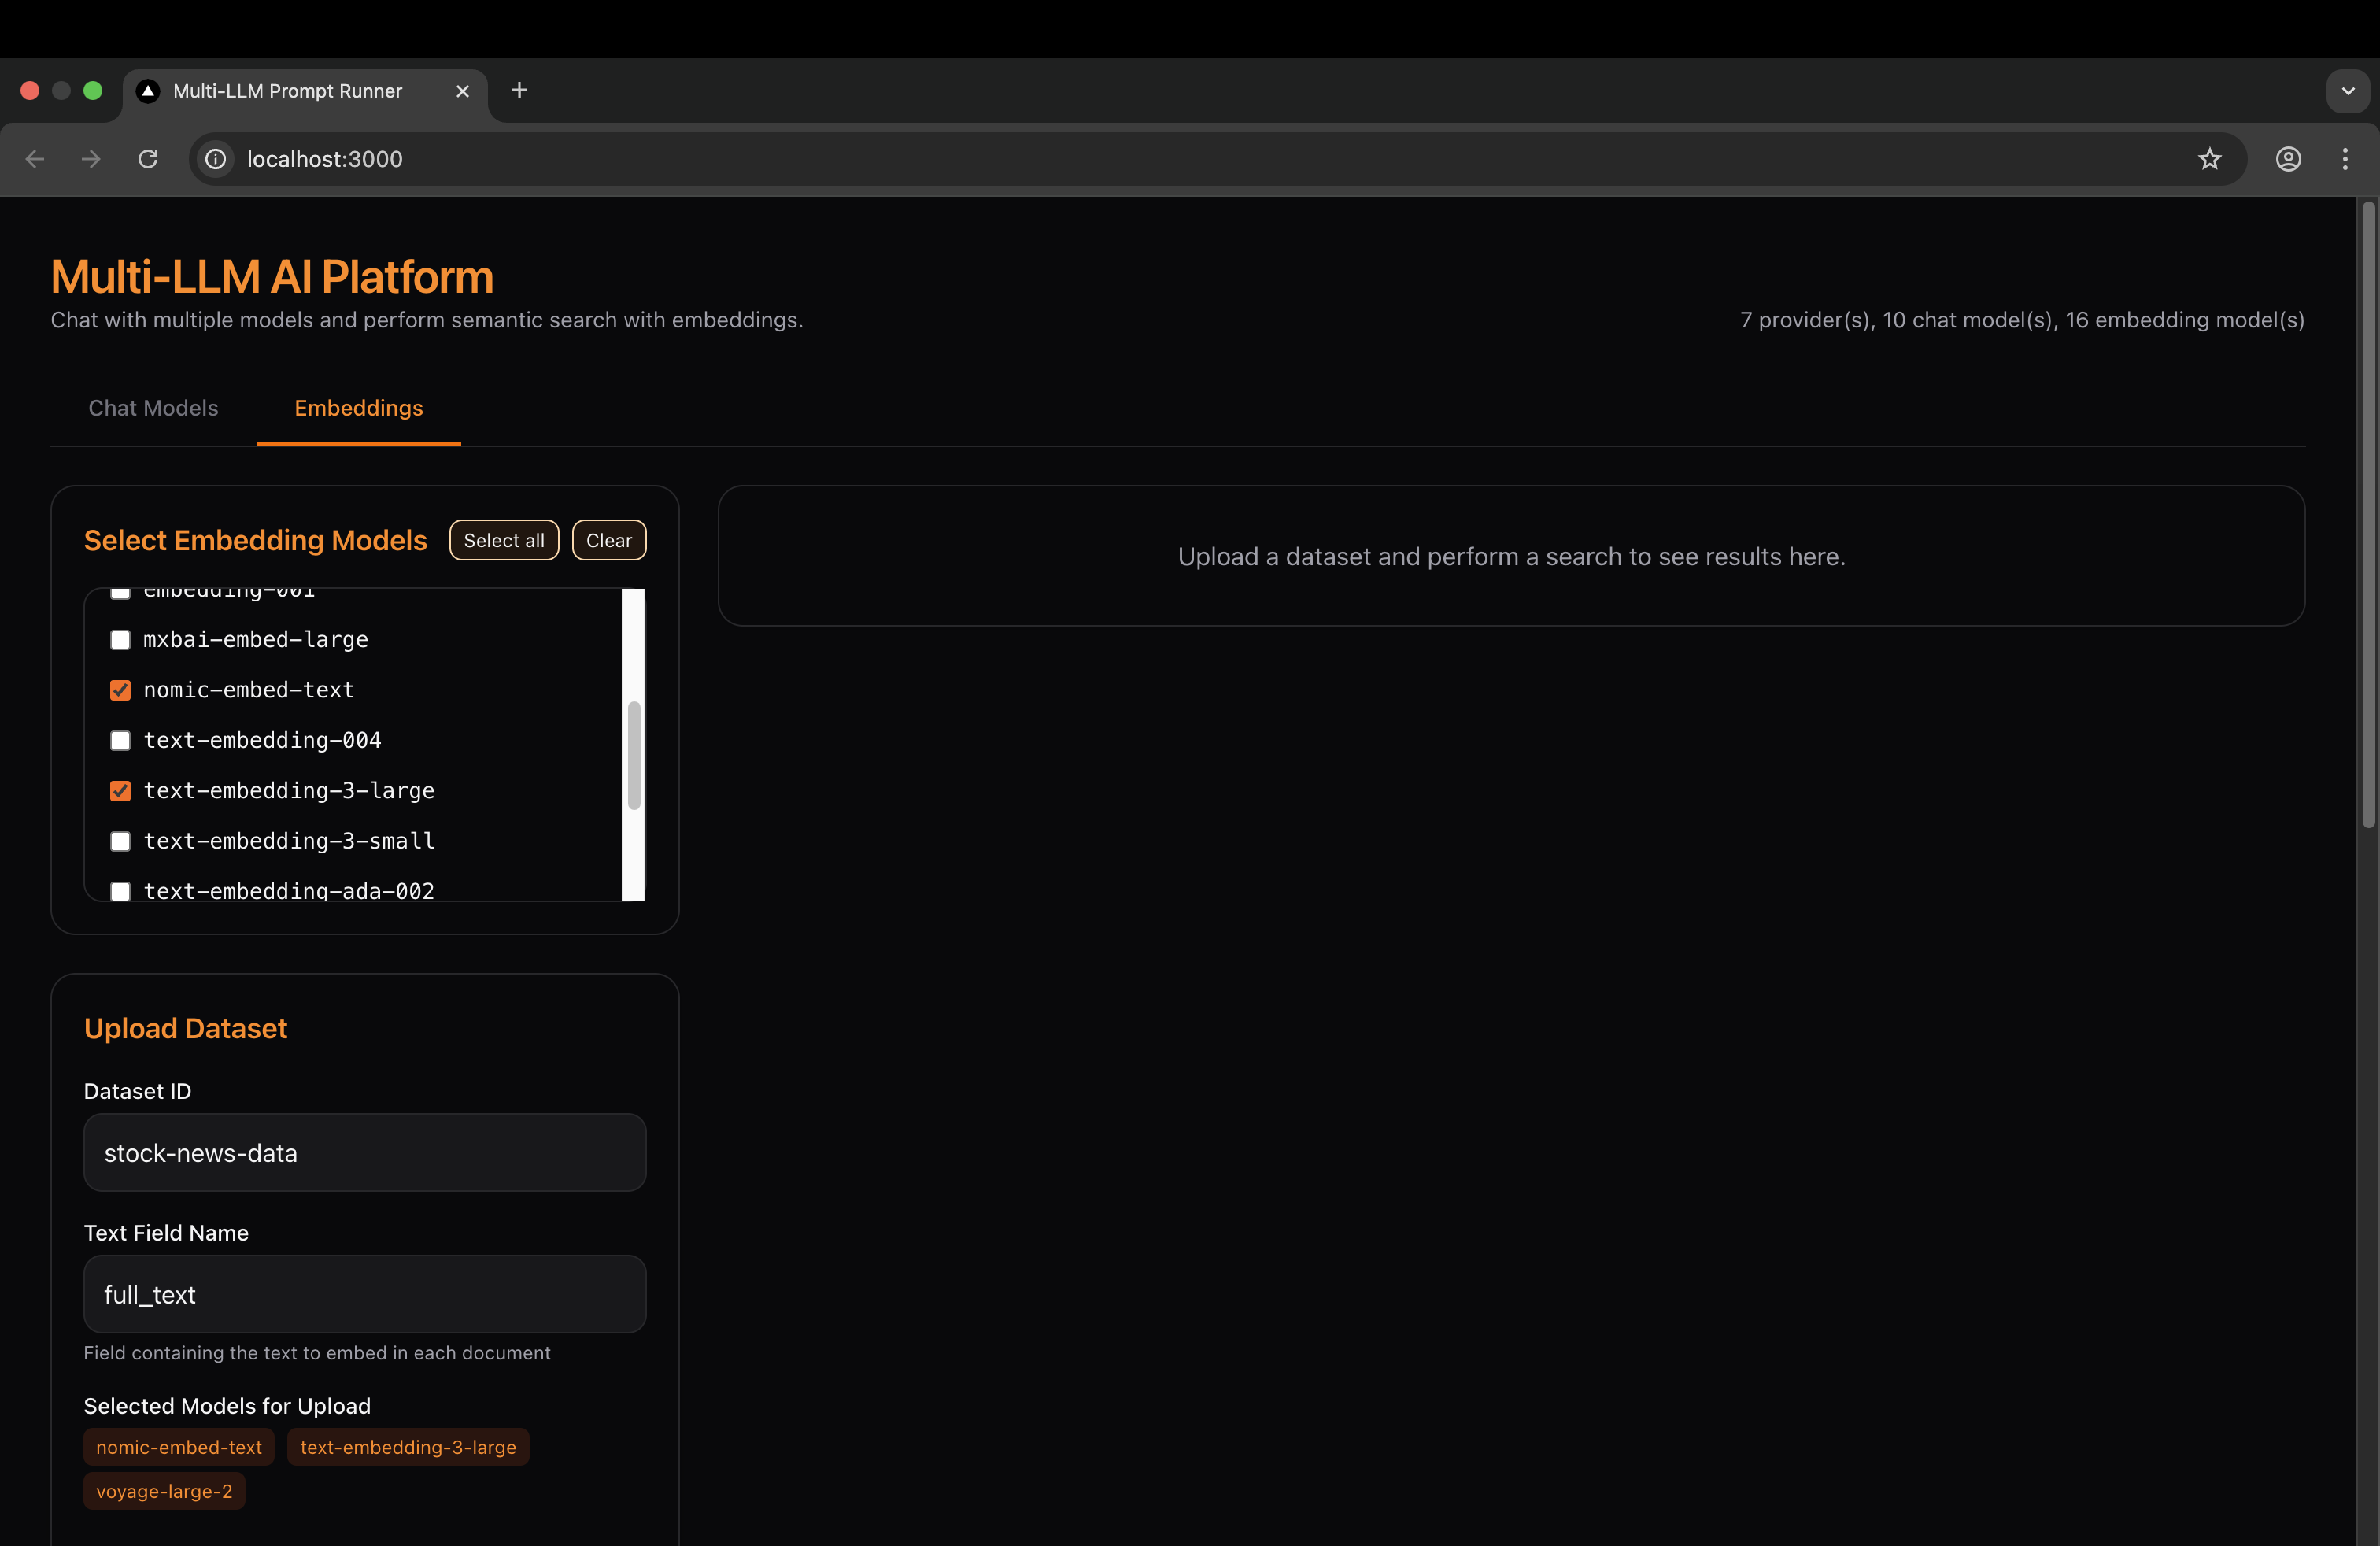 Multi-LLM Prompt Runner
localhost:3000
Multi-LLM AI Platform
Chat with multiple models and perform semantic search with embeddings.
7 provider(s), 10 chat model(s), 16 embedding model(s)
Chat Models
Embeddings
Select Embedding Models
Select all
Clear
embedding-001
mxbai-embed-large
nomic-embed-text
text-embedding-004
text-embedding-3-large
text-embedding-3-small
text-embedding-ada-002
Upload a dataset and perform a search to see results here.
Upload Dataset
Dataset ID
stock-news-data
Text Field Name
full_text
Field containing the text to embed in each document
Selected Models for Upload
nomic-embed-text text-embedding-3-large
voyage-large-2